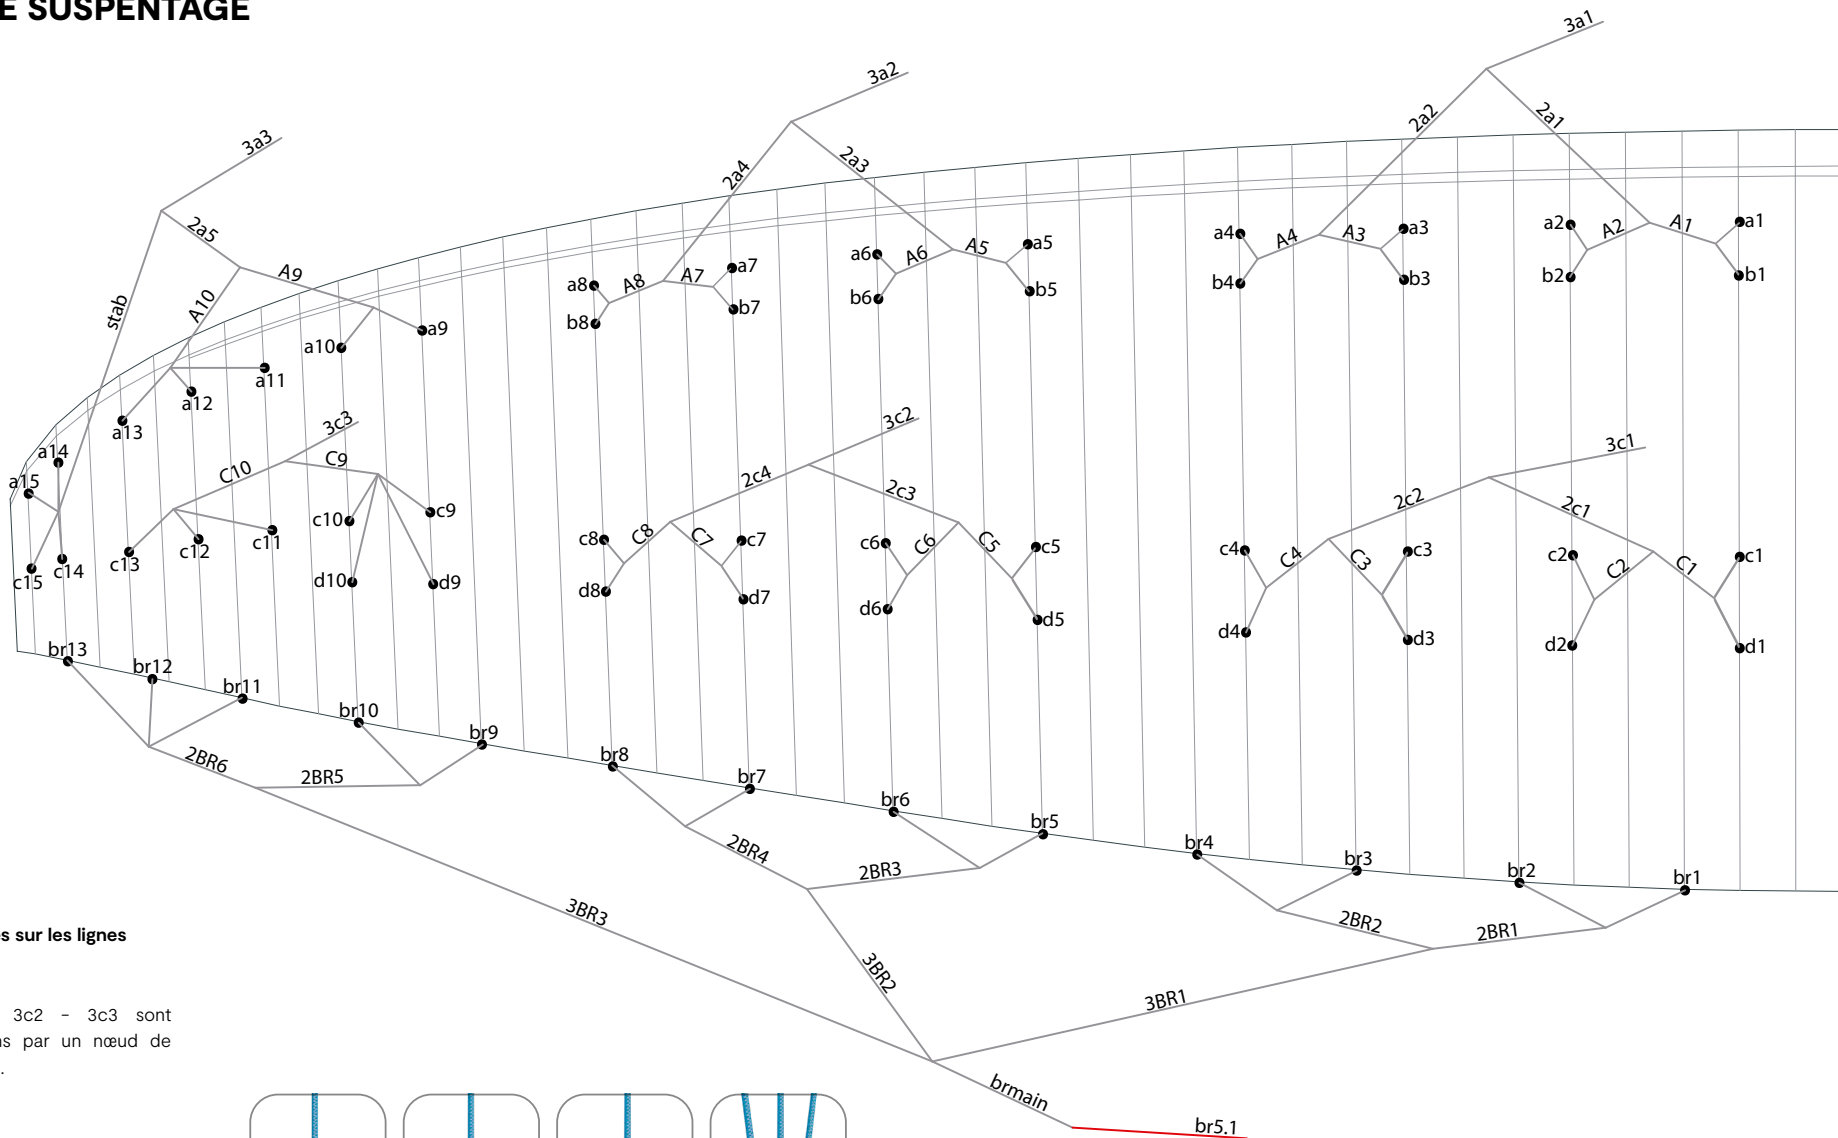 E SUSPENTAGE
3a1
3a2
2a2
2a1
3a3
2a4
2a3
2a5
A9
stab
A10
a4
A4
A3
a3
b4
b3
a2
A2
A1
a1
b2
b1
a6
A6
A5
a5
b6
b5
a8
A8
A7
a7
b8
b7
a10
a9
a11
a12
a13
a14
a15
3c3
C10
C9
3c2
2c4
2c3
3c1
2c2
2c1
c10
c9
c13
c12
c11
c15
c14
d10
d9
c8
C8
C7
c7
d8
d7
c6
C6
C5
c5
d6
d5
c4
C4
C3
c3
d4
d3
c2
C2
C1
c1
d2
d1
br13
br12
br11
br10
br9
br8
br7
br6
br5
br4
br3
br2
br1
2BR6
2BR5
2BR4
2BR3
2BR2
2BR1
3BR3
3BR2
3BR1
brmain
br5.1
s sur les lignes
3c2 - 3c3 sont
s par un nœud de
.